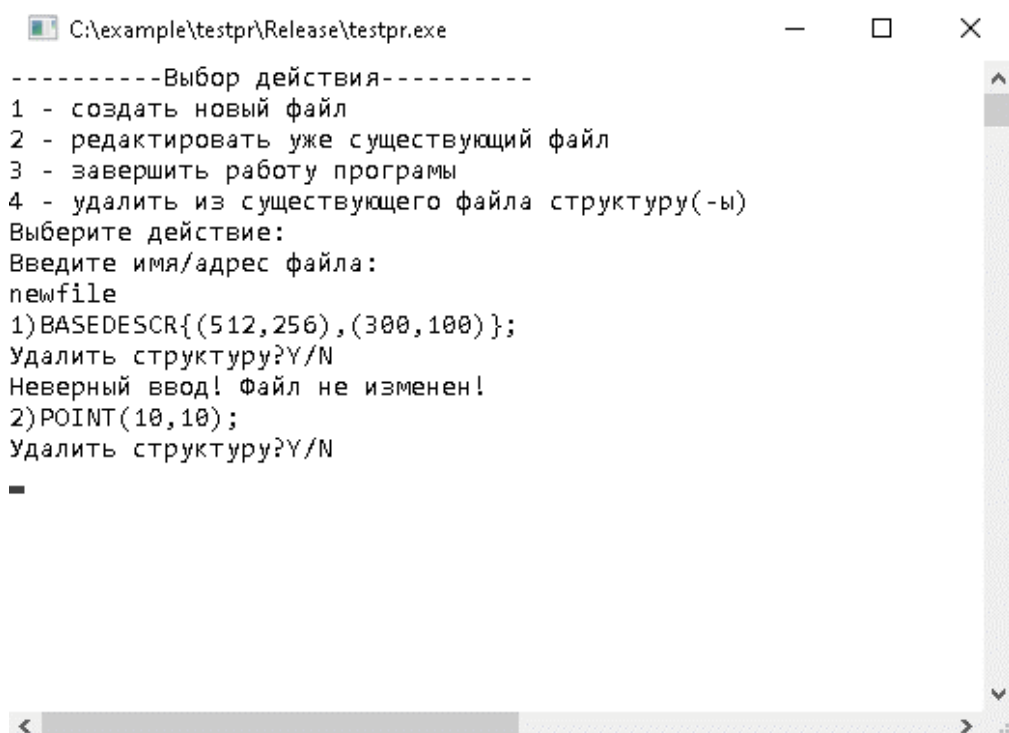 C:\example\testpr\Release\testpr.exe
----------Выбор действия----------
1 - создать новый файл
2 - редактировать уже существующий файл
3 - завершить работу програмы
4 - удалить из существующего файла структуру(-ы)
Выберите действие:
Введите имя/адрес файла:
newfile
1)BASEDESCR{(512,256),(300,100)};
Удалить структуру?Y/N
Неверный ввод! Файл не изменен!
2)POINT(10,10);
Удалить структуру?Y/N